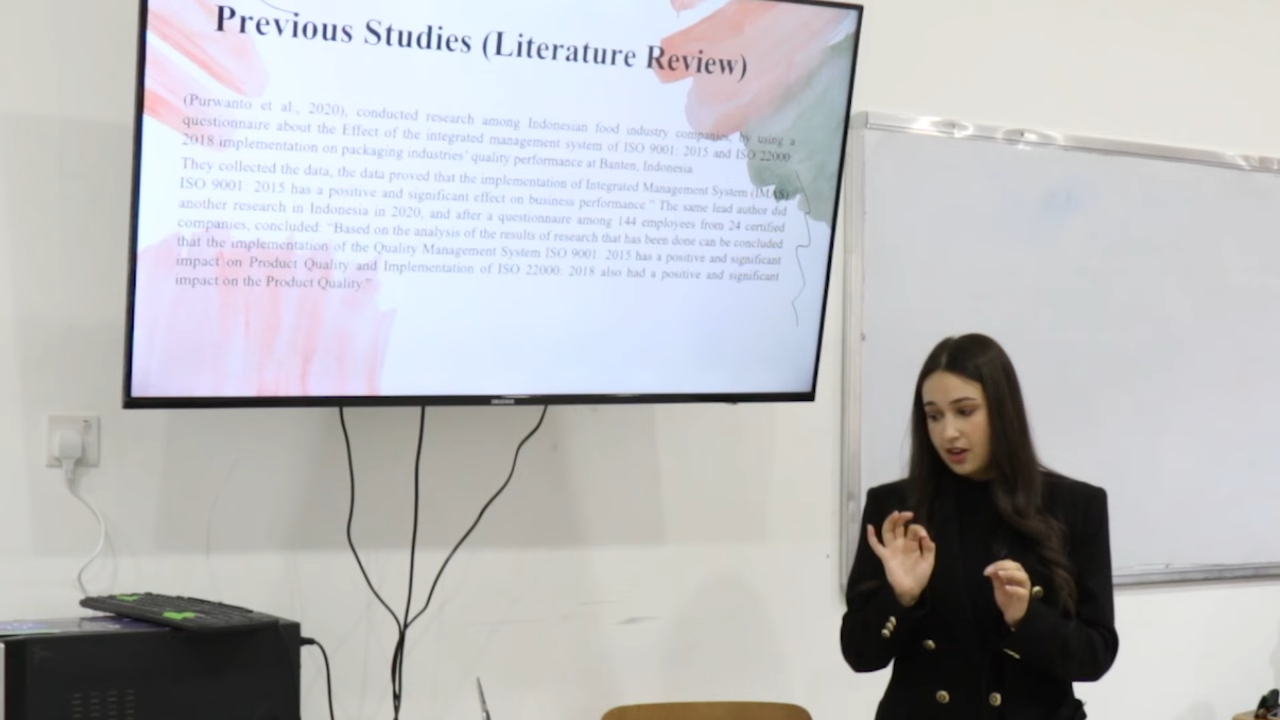 Previous Studies (Literature Review)
(Purwanto et al., 2020), conducted research among Indonesian food industry companies, by using a
questionnaire about the Effect of the integrated management system of ISO 9001: 2015 and ISO 22000:
2018 implementation on packaging industries' quality performance at Banten, Indonesia.
They collected the data, the data proved that the implementation of Integrated Management System (IMAS)
ISO 9001: 2015 has a positive and significant effect on business performance." The same lead author did
another research in Indonesia in 2020, and after a questionnaire among 144 employees from 24 certified
companies, concluded: "Based on the analysis of the results of research that has been done can be concluded
that the implementation of the Quality Management System ISO 9001: 2015 has a positive and significant
impact on Product Quality and Implementation of ISO 22000: 2018 also had a positive and significant
impact on the Product Quality."